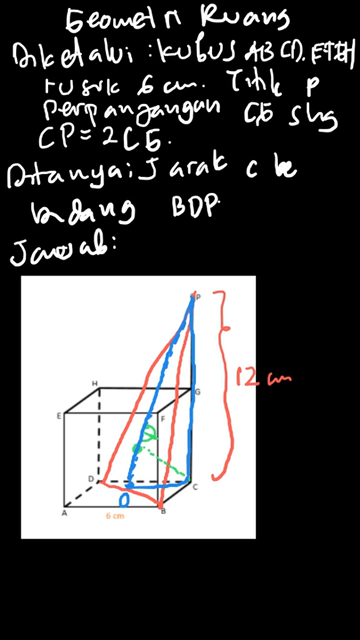 Geometri Ruang
Diketahui : kubus ABCD.EFGH
rusuk 6 cm. Titik P
perpanjangan CG shg
CP = 2CG.
Ditanyai Jarak C ke
bidang BDP.
Jawab:
P
12 cm
H
G
E
F
Q
D
C
O
A
B
6 cm